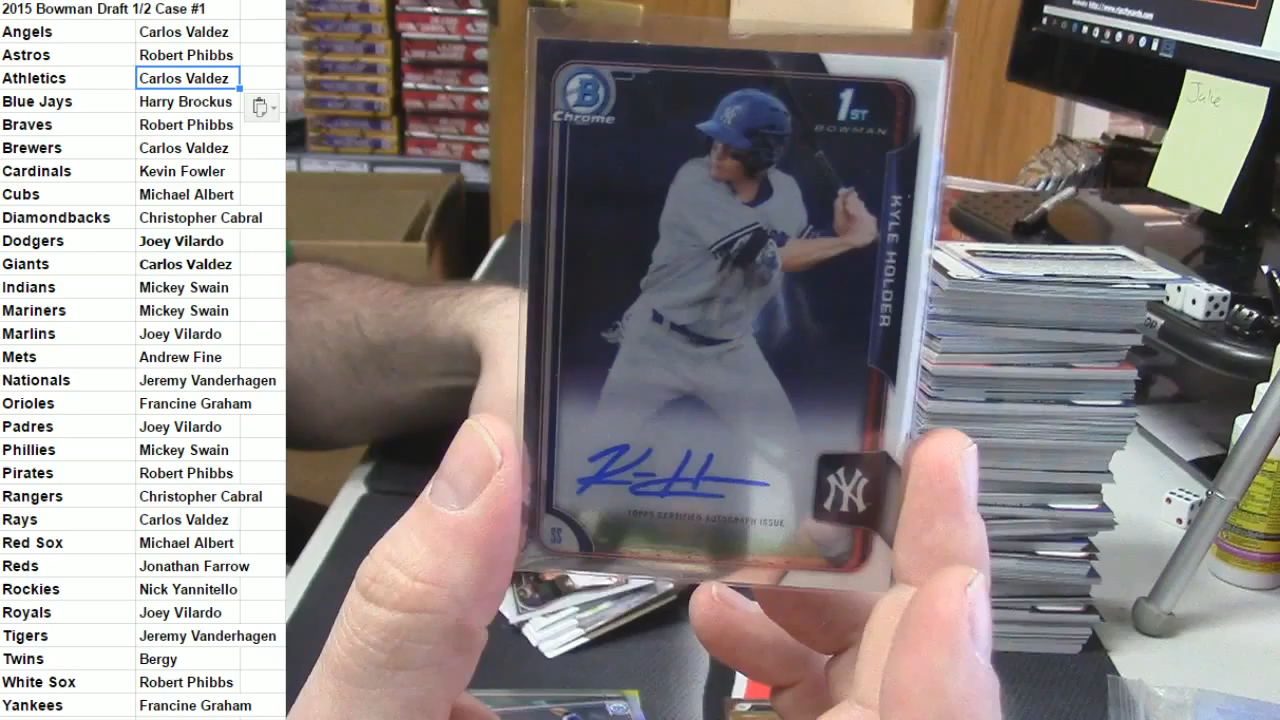 2015 Bowman Draft 1/2 Case #1
Angels Carlos Valdez
Astros Robert Phibbs
Athletics Carlos Valdez
Blue Jays Harry Brockus
Braves Robert Phibbs
Brewers Carlos Valdez
Cardinals Kevin Fowler
Cubs Michael Albert
Diamondbacks Christopher Cabral
Dodgers Joey Vilardo
Giants Carlos Valdez
Indians Mickey Swain
Mariners Mickey Swain
Marlins Joey Vilardo
Mets Andrew Fine
Nationals Jeremy Vanderhagen
Orioles Francine Graham
Padres Joey Vilardo
Phillies Mickey Swain
Pirates Robert Phibbs
Rangers Christopher Cabral
Rays Carlos Valdez
Red Sox Michael Albert
Reds Jonathan Farrow
Rockies Nick Yannitello
Royals Joey Vilardo
Tigers Jeremy Vanderhagen
Twins Bergy
White Sox Robert Phibbs
Yankees Francine Graham
B
Chrome
1ST
BOWMAN
KYLE HOLDER
NY
TOPPS CERTIFIED AUTOGRAPH ISSUE
SS
Jake